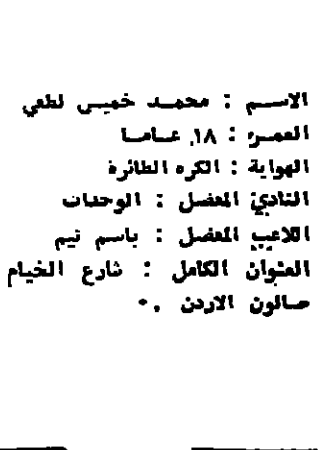 الاسم : محمد خميس لطفي
العمر : ١٨ عاما
الهواية : الكره الطائرة
النادي المفضل : الوحدات
اللاعب المفضل : باسم تيم
العنوان الكامل : شارع الخيام
صالون الاردن .